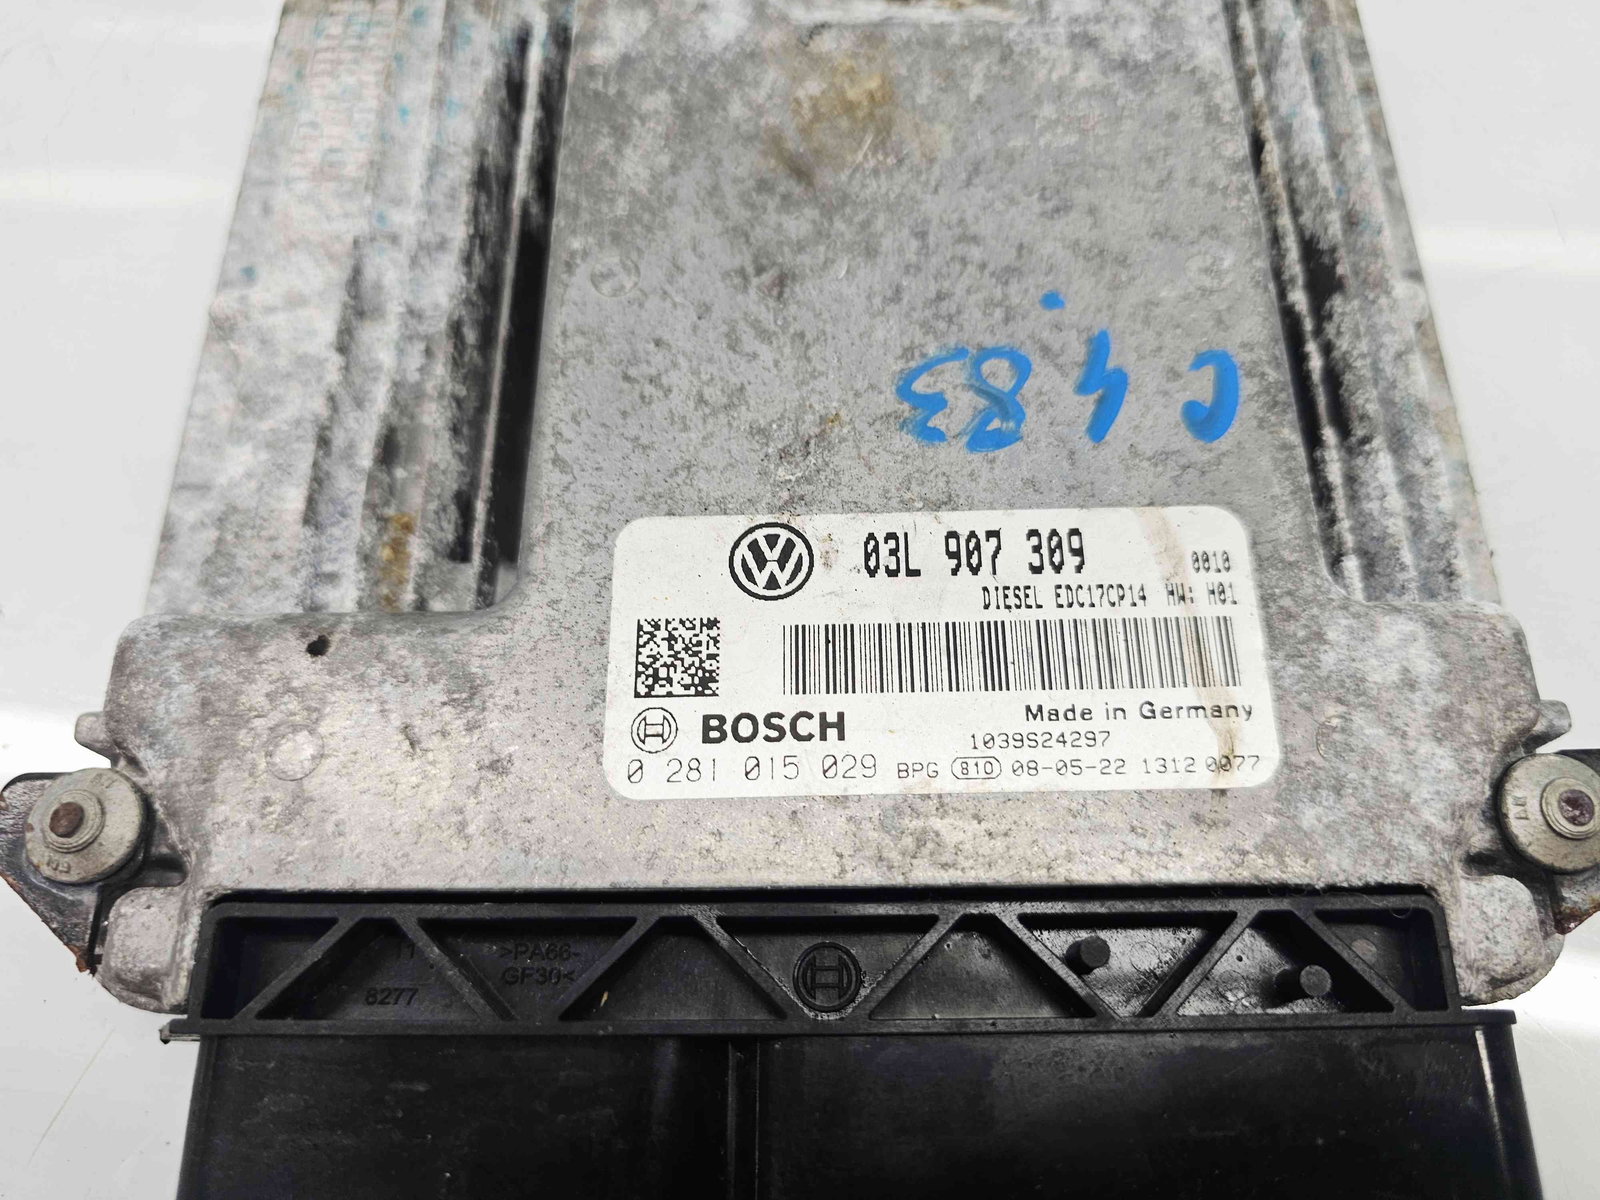 C483
03L 907 309
0010
DIESEL EDC17CP14 HW: H01
BOSCH
Made in Germany
1039S24297
0 281 015 029 BPG 810 08-05-22 1312 0077
11
>PA66-
GF30<
8277